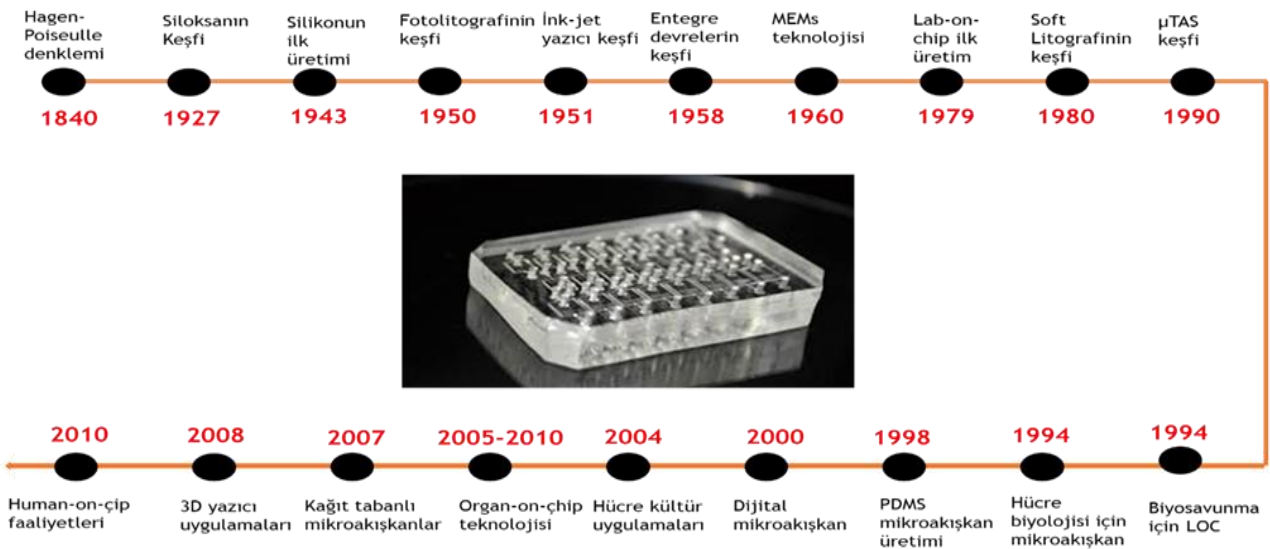 Hagen-
Poiseulle
denklemi
1840
Siloksanın
Keşfi
1927
Silikonun
ilk
üretimi
1943
Fotolitografinin
keşfi
1950
İnk-jet
yazici keşfi
1951
Entegre
devrelerin
keşfi
1958
MEMs
teknolojisi
1960
Lab-on-
chip ilk
üretim
1979
Soft
Litografinin
keşfi
1980
µTAS
keşfi
1990
1994
Biyosavunma
için LOC
1994
Hücre
biyolojisi için
mikroakışkan
1998
PDMS
mikroakışkan
üretimi
2000
Dijital
mikroakışkan
2004
Hücre kültür
uygulamaları
2005-2010
Organ-on-çhip
teknolojisi
2007
Kağıt tabanlı
mikroakışkanlar
2008
3D yazıcı
uygulamaları
2010
Human-on-çip
faaliyetleri